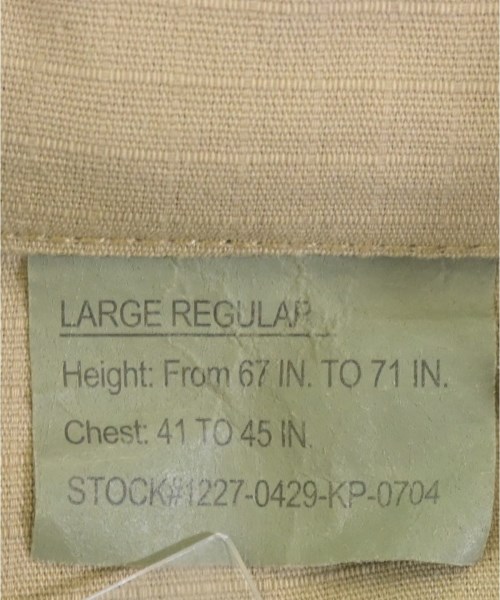 LARGE REGULAR
Height: From 67 IN. TO 71 IN.
Chest: 41 TO 45 IN.
STOCK#1227-0429-KP-0704